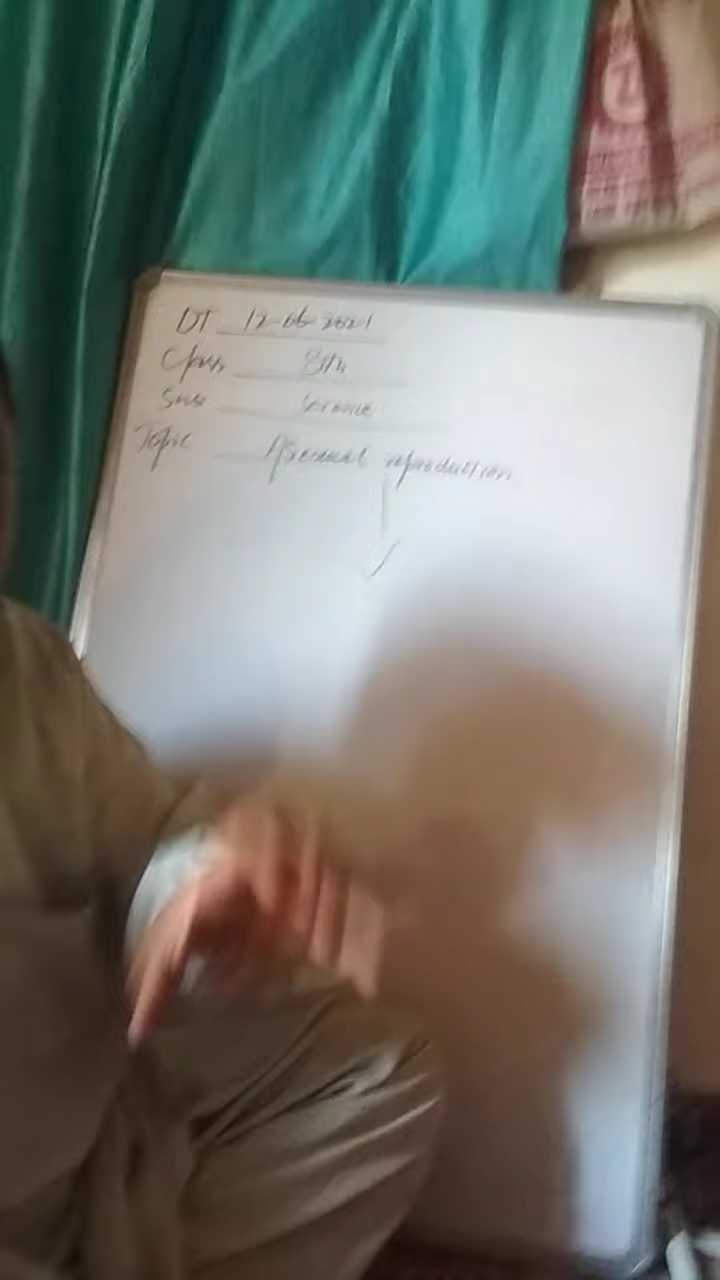 DT 12-06-2021
Class 8th
Sub Science
Topic Asexual reproduction